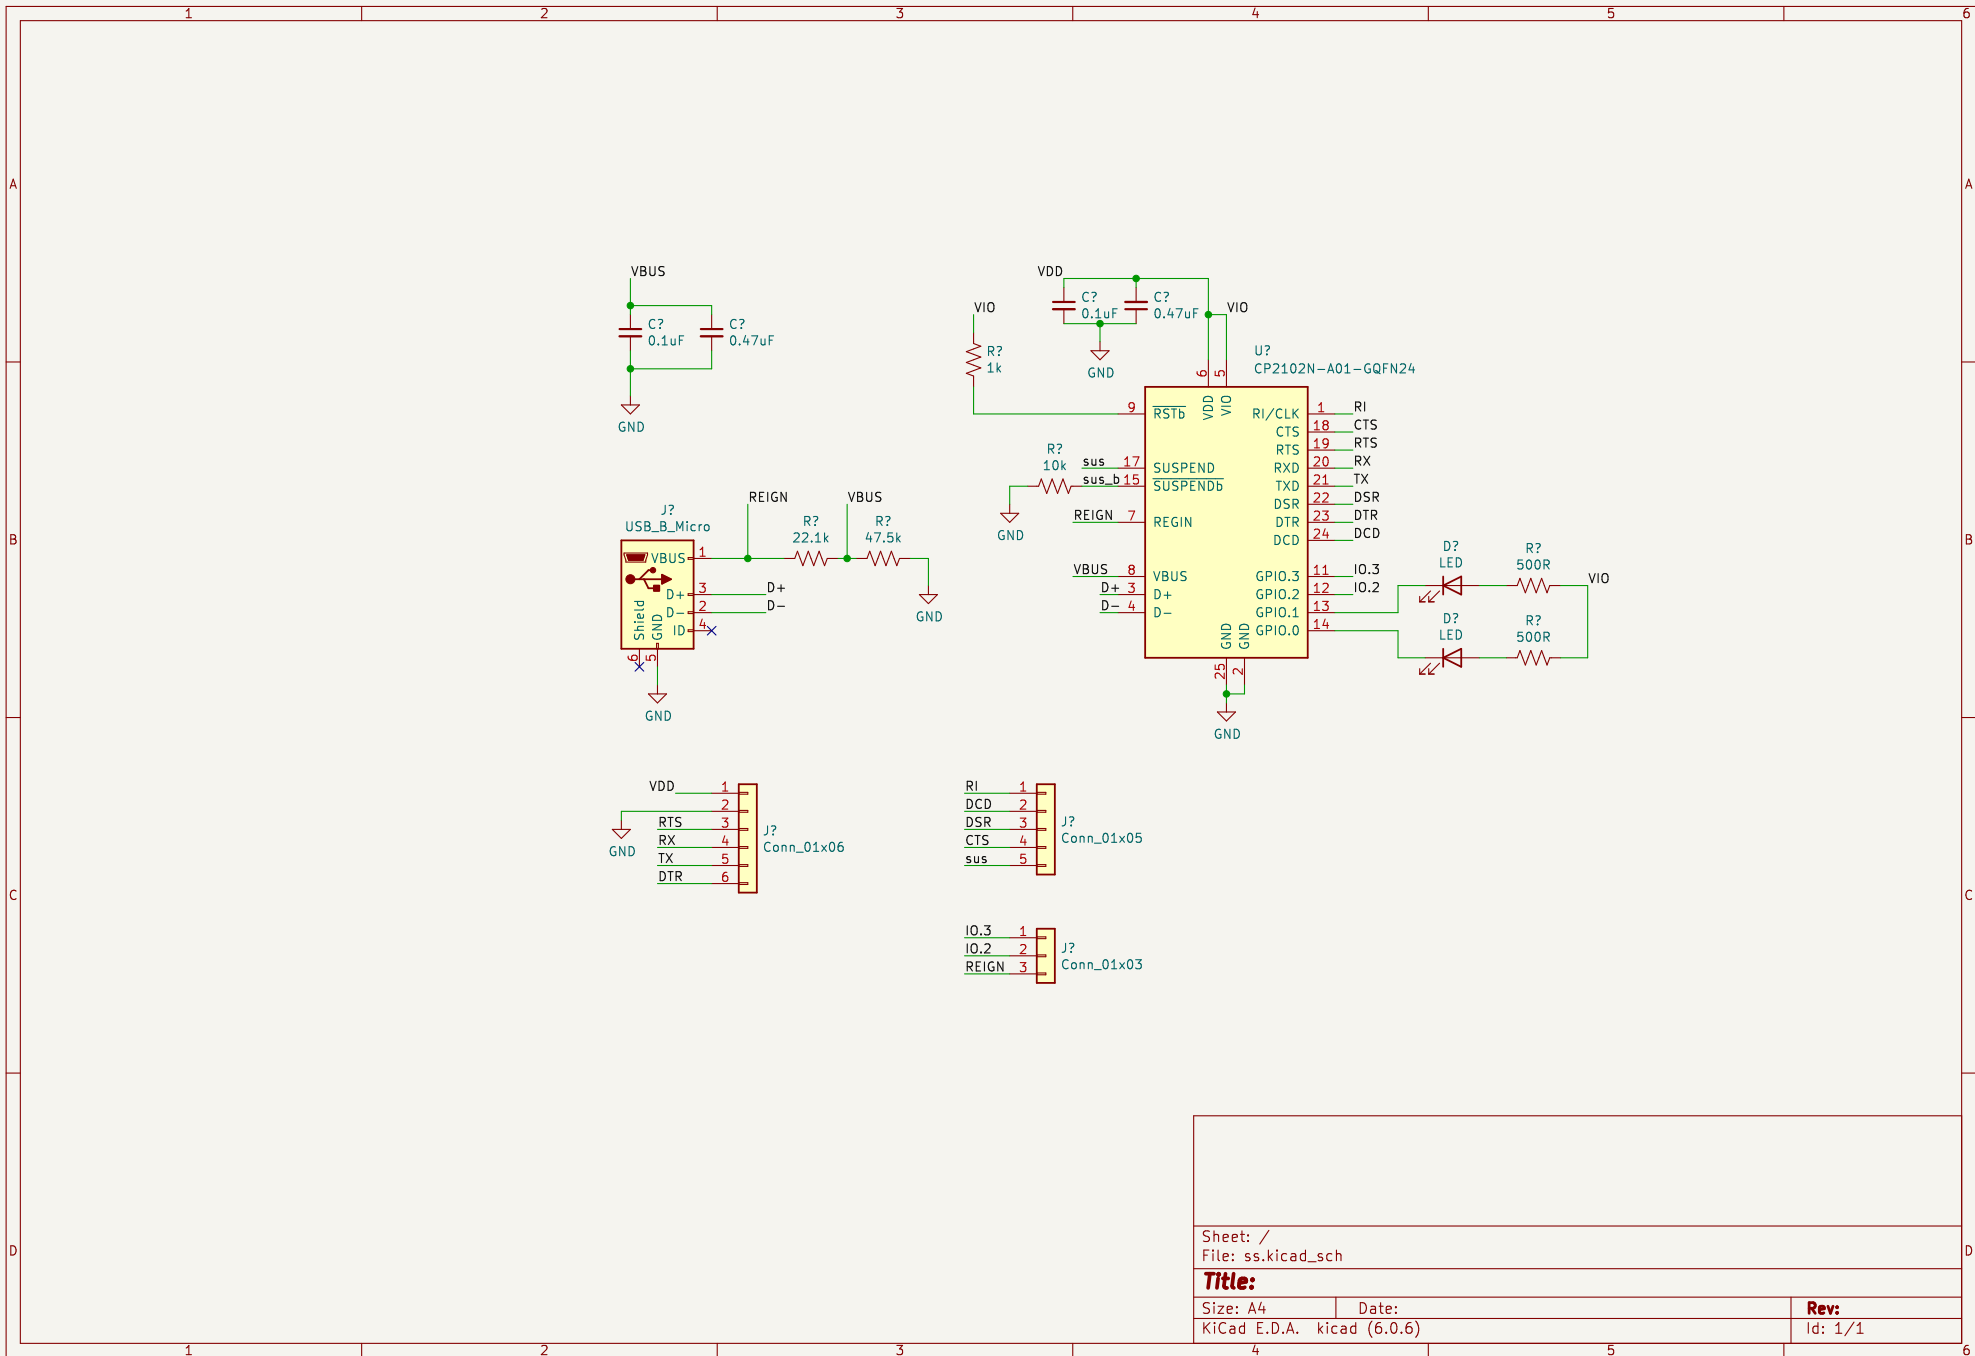 1 2 3 4 5 6
A A
B B
C C
D D
VBUS
C?
0.1uF
C?
0.47uF
GND
VIO
R?
1k
VDD
C?
0.1uF
C?
0.47uF
GND
VIO
U?
CP2102N-A01-GQFN24
6 5
VDD
VIO
9 RSTb
17 SUSPEND
15 SUSPENDb
7 REGIN
8 VBUS
3 D+
4 D-
RI/CLK 1 RI
CTS 18 CTS
RTS 19 RTS
RXD 20 RX
TXD 21 TX
DSR 22 DSR
DTR 23 DTR
DCD 24 DCD
GPIO.3 11 IO.3
GPIO.2 12 IO.2
GPIO.1 13
GPIO.0 14
GND
GND
25 2
GND
R?
10k
sus
sus_b
GND
REIGN
VBUS
D+
D-
D?
LED
R?
500R
VIO
D?
LED
R?
500R
REIGN
VBUS
J?
USB_B_Micro
R?
22.1k
R?
47.5k
VBUS 1
D+ 3 D+
D- 2 D-
ID 4
Shield
GND
6 5
GND
GND
VDD 1
2
RTS 3
RX 4
TX 5
DTR 6
GND
J?
Conn_01x06
RI 1
DCD 2
DSR 3
CTS 4
sus 5
J?
Conn_01x05
IO.3 1
IO.2 2
REIGN 3
J?
Conn_01x03
Sheet: /
File: ss.kicad_sch
Title:
Size: A4 Date: Rev:
KiCad E.D.A. kicad (6.0.6) Id: 1/1
1 2 3 4 5 6